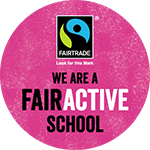 FAIRTRADE
Look for this Mark
WE ARE A
FAIRACTIVE
SCHOOL